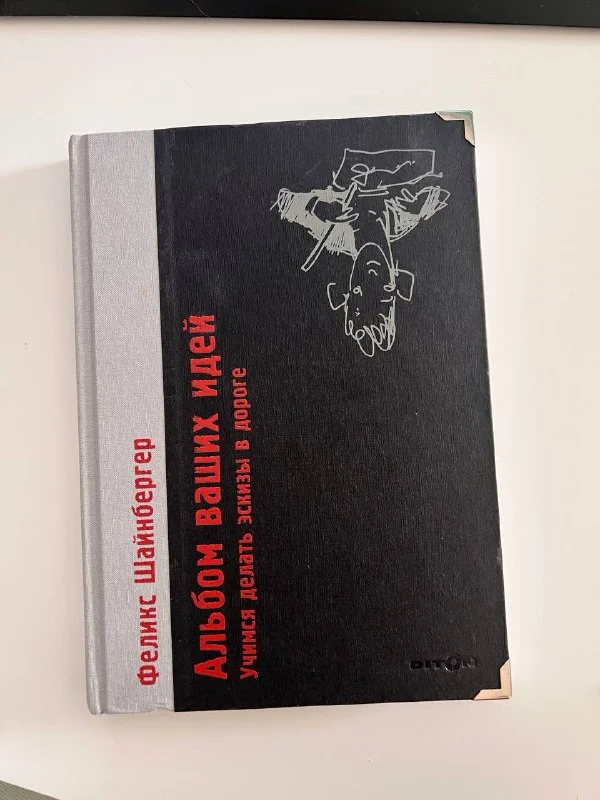 Феликс Шайнбергер
Альбом ваших идей
Учимся делать эскизы в дороге